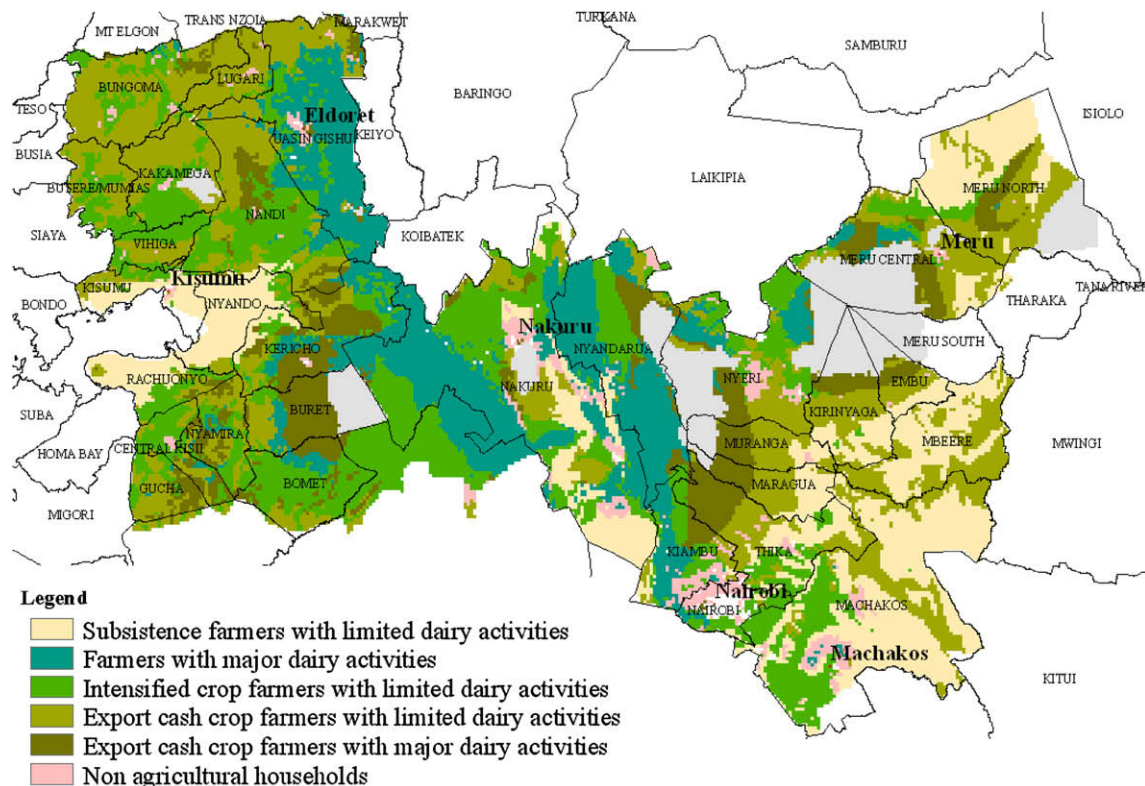 TRANS NZOIA
MARAKWET
TURKANA
MT ELGON
SAMBURU
BUNGOMA
LUGARI
BARINGO
TESO
Eldoret
ISIOLO
UASIN GISHU
KEIYO
BUSIA
KAKAMEGA
LAIKIPIA
BUTERE/MUMIAS
MERU NORTH
NANDI
SIAYA
KOIBATEK
VIHIGA
Meru
MERU CENTRAL
Kisumu
KISUMU
TANA RIVER
BONDO
NYANDO
THARAKA
Nakuru
KERICHO
NYANDARUA
MERU SOUTH
RACHUONYO
NAKURU
NYERI
EMBU
SUBA
BURET
KIRINYAGA
NYAMIRA
CENTRAL KISII
MURANGA
MBEERE
MWINGI
HOMA BAY
GUCHA
BOMET
MARAGUA
MIGORI
KIAMBU
THIKA
Nairobi
NAIROBI
MACHAKOS
Machakos
KITUI
Legend
Subsistence farmers with limited dairy activities
Farmers with major dairy activities
Intensified crop farmers with limited dairy activities
Export cash crop farmers with limited dairy activities
Export cash crop farmers with major dairy activities
Non agricultural households